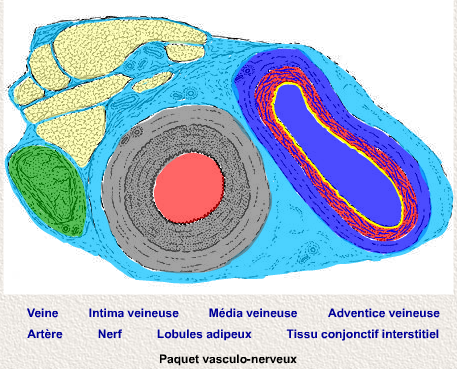 Veine Intima veineuse Média veineuse Adventice veineuse
Artère Nerf Lobules adipeux Tissu conjonctif interstitiel
Paquet vasculo-nerveux